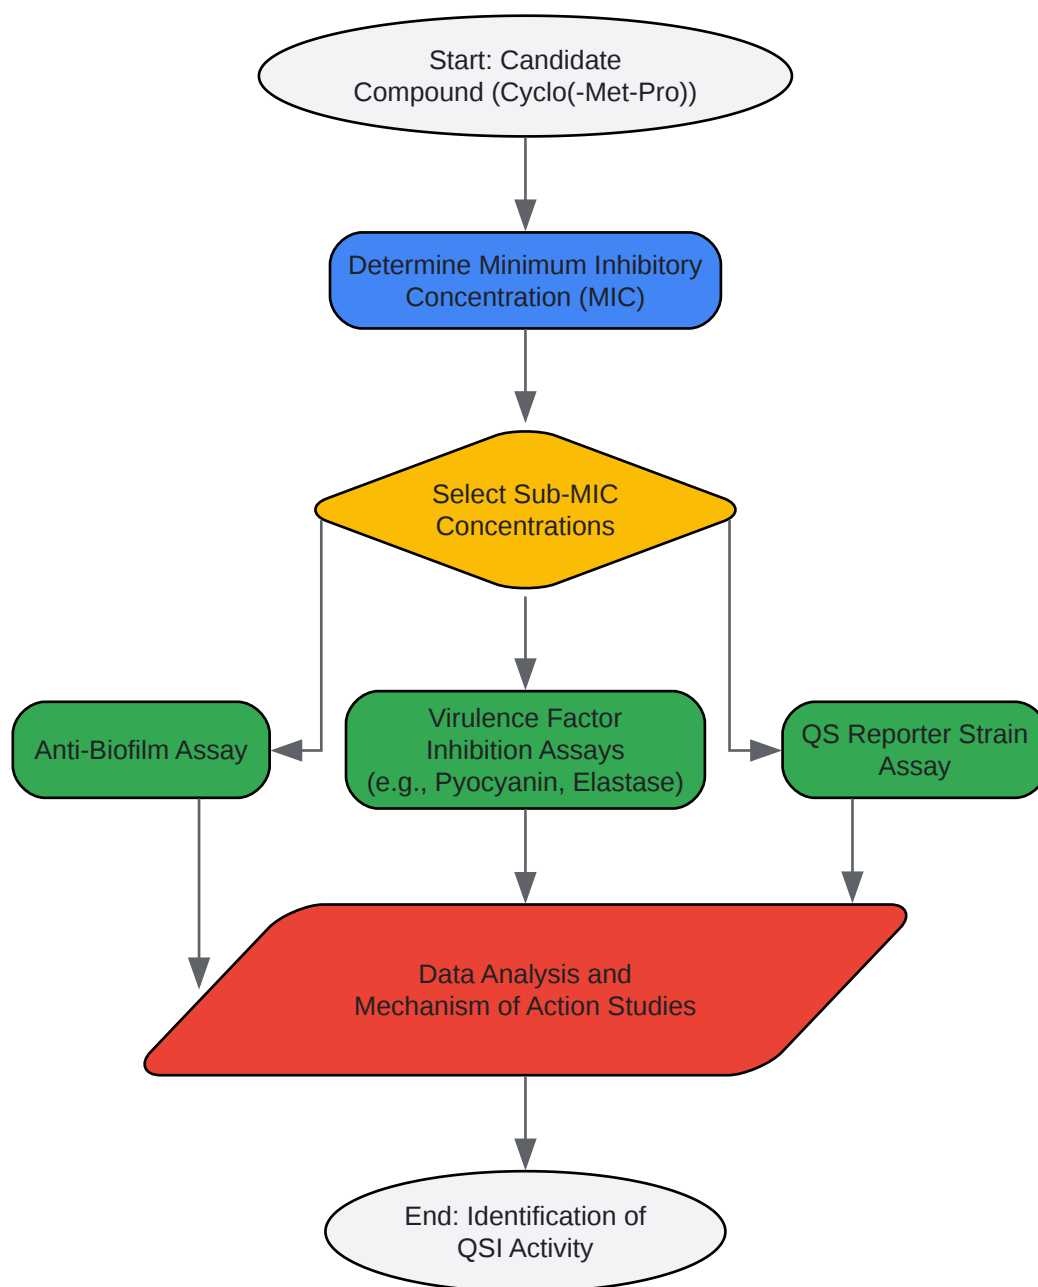 Start: Candidate
Compound (Cyclo(-Met-Pro))
Determine Minimum Inhibitory
Concentration (MIC)
Select Sub-MIC
Concentrations
Anti-Biofilm Assay
Virulence Factor
Inhibition Assays
(e.g., Pyocyanin, Elastase)
QS Reporter Strain
Assay
Data Analysis and
Mechanism of Action Studies
End: Identification of
QSI Activity